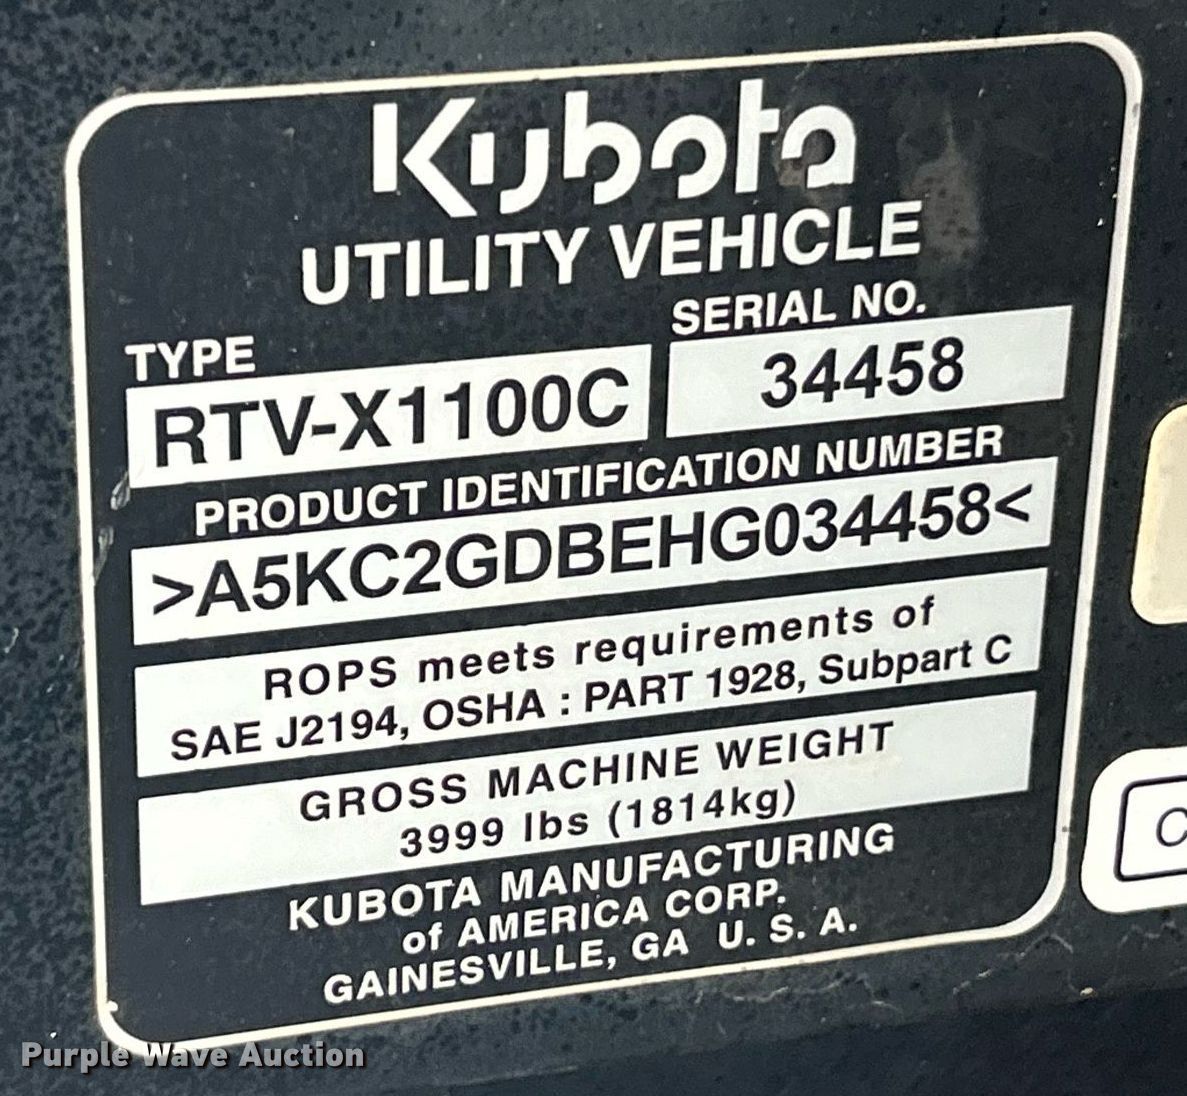 Kubota
UTILITY VEHICLE
TYPE
SERIAL NO.
RTV-X1100C
34458
PRODUCT IDENTIFICATION NUMBER
>A5KC2GDBEHG034458<
ROPS meets requirements of
SAE J2194, OSHA : PART 1928, Subpart C
GROSS MACHINE WEIGHT
3999 lbs (1814kg)
KUBOTA MANUFACTURING
of AMERICA CORP.
GAINESVILLE, GA U. S. A.
Purple Wave Auction